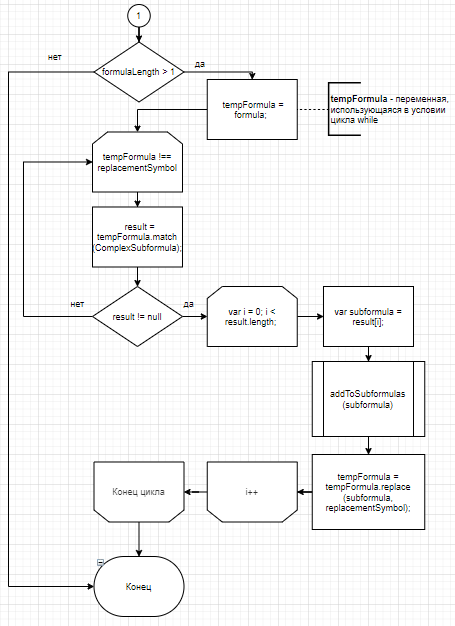 1
нет
formulaLength > 1
да
tempFormula =
formula;
tempFormula - переменная,
использующаяся в условии
цикла while
tempFormula !==
replacementSymbol
result =
tempFormula.match
(ComplexSubformula);
нет
result != null
да
var i = 0; i <
result.length;
var subformula =
result[i];
addToSubformulas
(subformula)
tempFormula =
tempFormula.replace
(subformula,
replacementSymbol);
i++
Конец цикла
Конец